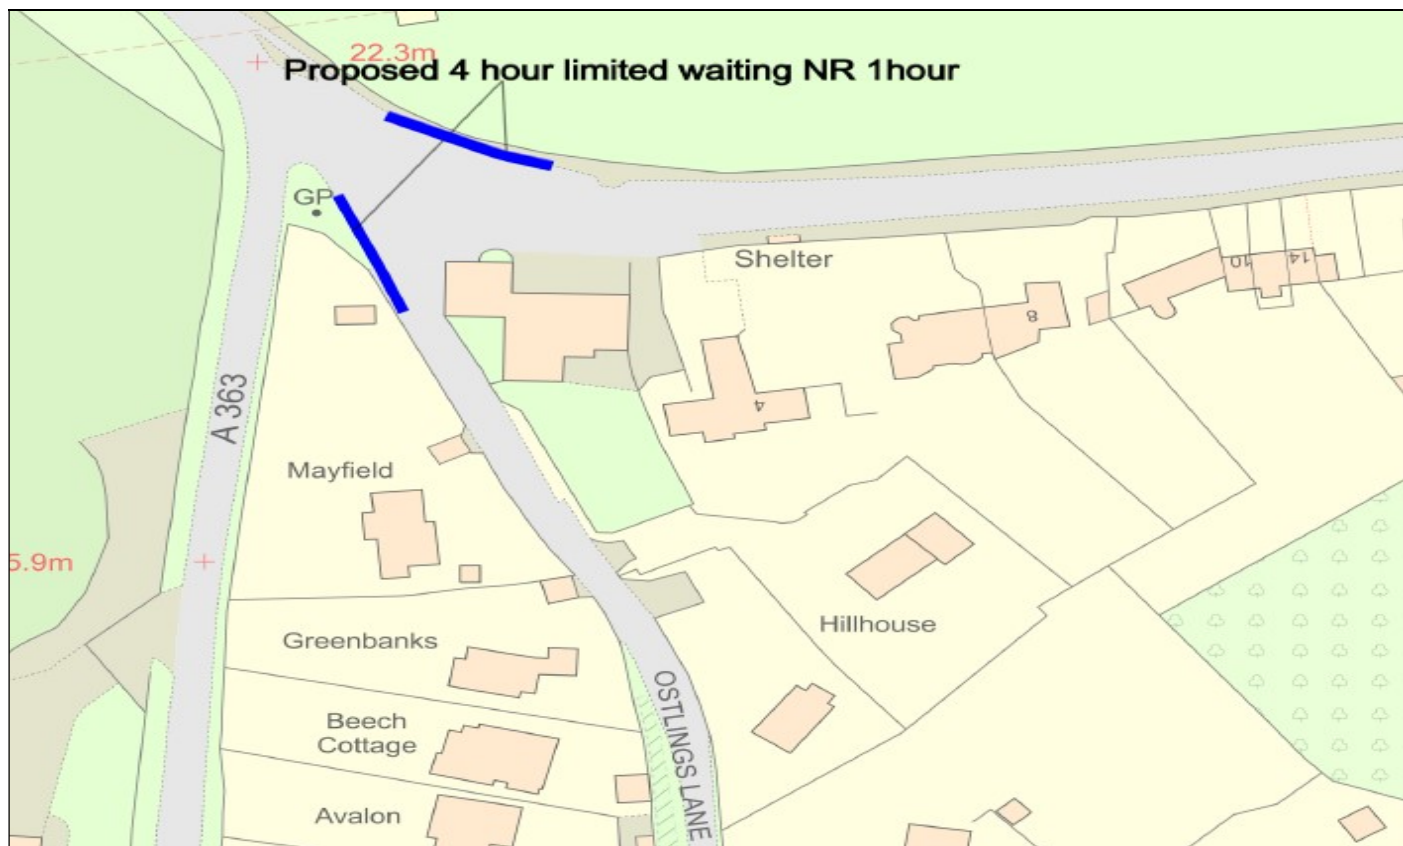 22.3m
Proposed 4 hour limited waiting NR 1hour
GP
Shelter
10
14
8
A 363
4
Mayfield
5.9m
Hillhouse
Greenbanks
OSTLINGS LANE
Beech
Cottage
Avalon